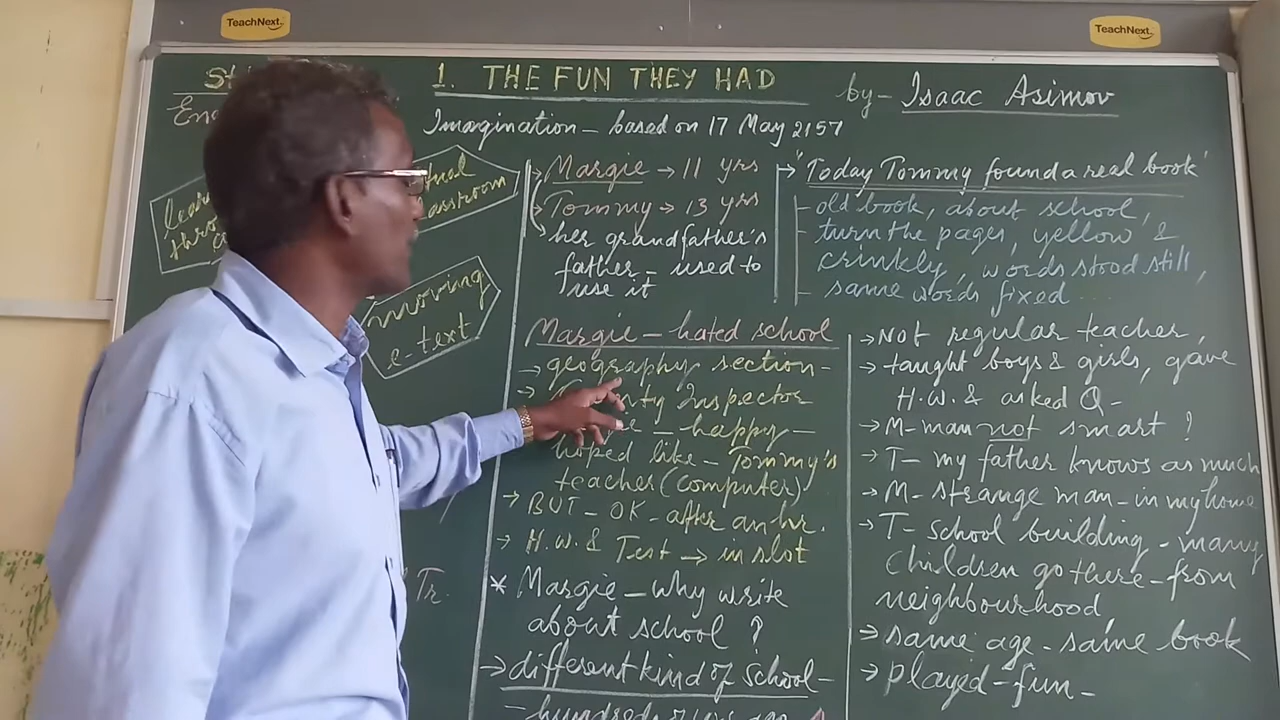 TeachNext
TeachNext
1. THE FUN THEY HAD
by - Isaac Asimov
Imagination - based on 17 May 2157
classroom
moving
e-text
Margie → 11 yrs
Tommy → 13 yrs
her grandfather's
father - used to
use it
→ "Today Tommy found a real book"
- old book, about school,
- turn the pages, yellow &
crinkly, words stood still,
- same words fixed ...
Margie - hated school
→ geography section -
→ Inspector
- happy -
hoped like - Tommy's
teacher (computer)
→ BUT - OK - after an hr.
→ H.W. & Test → in slot
* Margie - why write
about school ?
→ different kind of school -
→ Not regular teacher,
→ taught boys & girls, gave
H.W. & asked Q -
→ M - man not smart ?
→ T - my father knows as much
→ M - strange man - in my house
→ T - school building - many
children go there - from
neighbourhood
→ same age - same book
→ played - fun -
Tr.